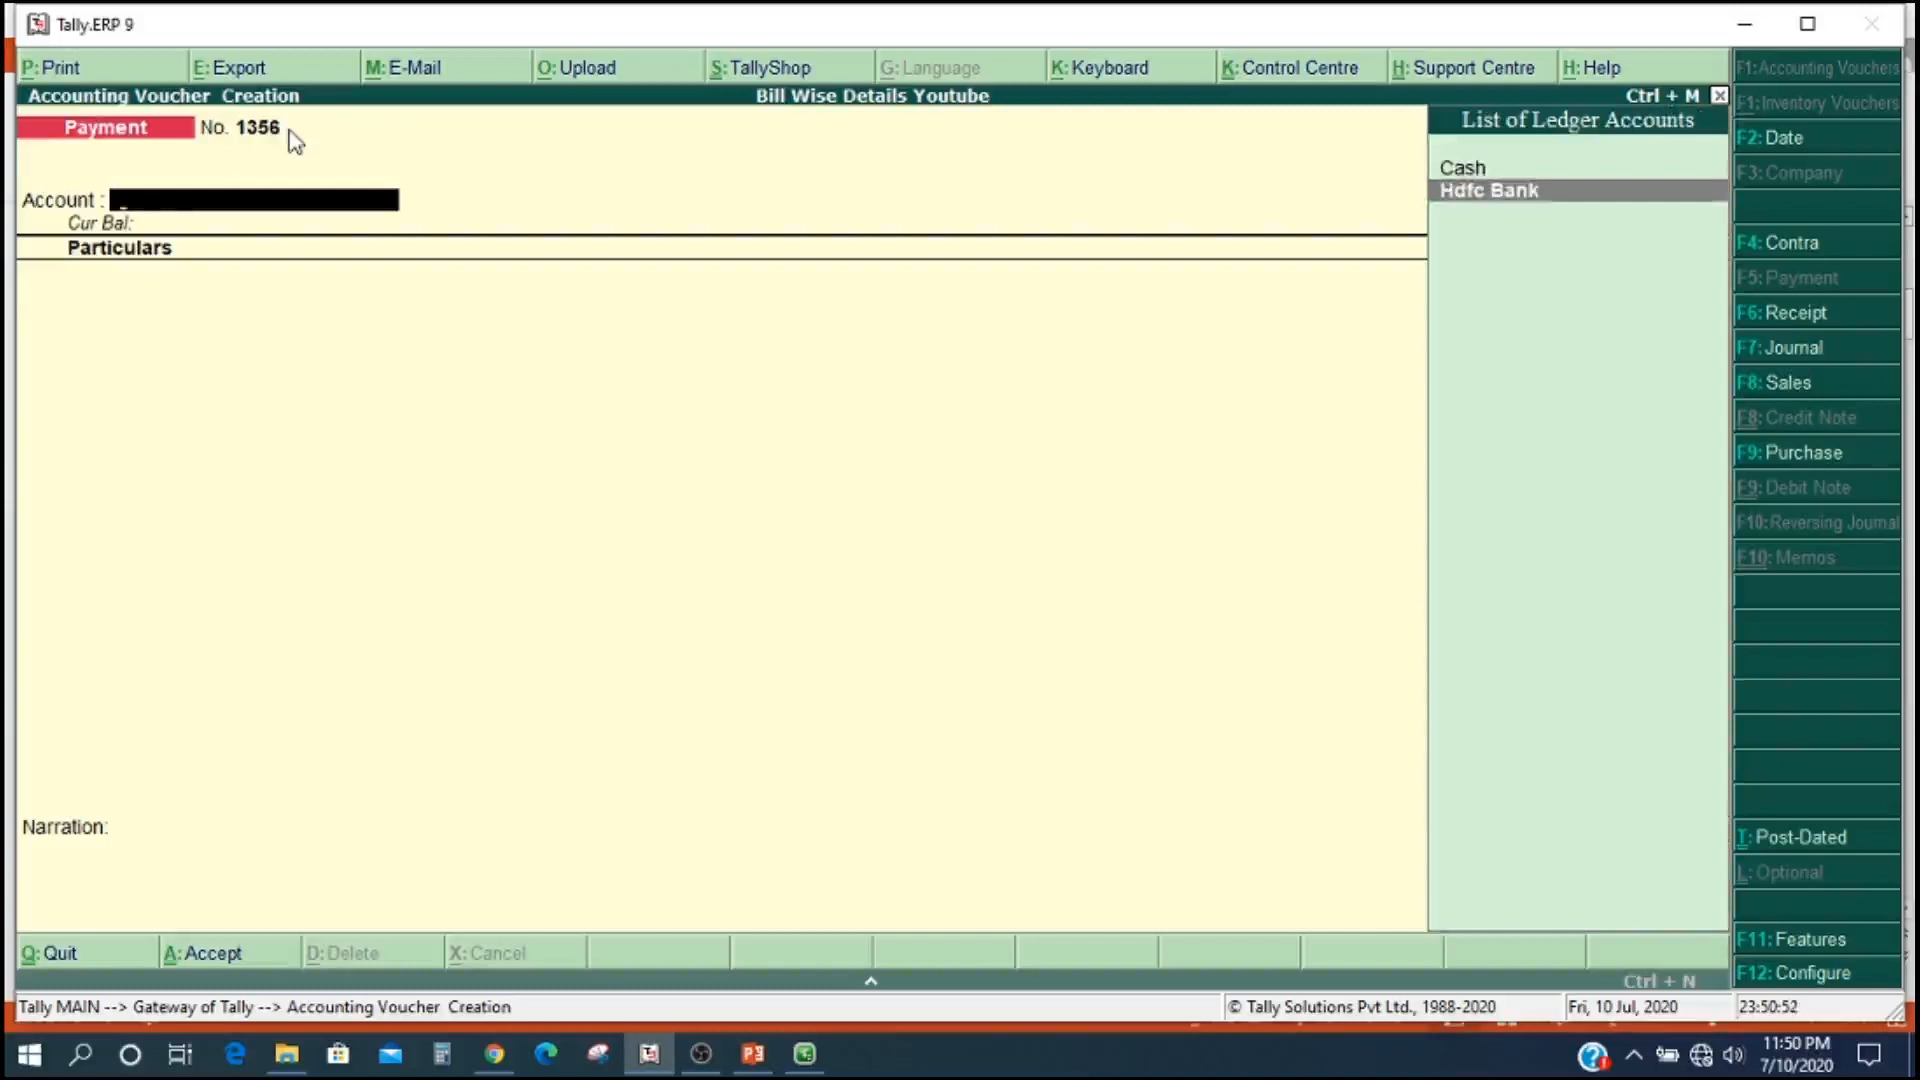 Tally.ERP 9
P: Print E: Export M: E-Mail O: Upload S: TallyShop G: Language K: Keyboard K: Control Centre H: Support Centre H: Help
Accounting Voucher Creation Bill Wise Details Youtube Ctrl + M
Payment No. 1356
Account :
Cur Bal:
Particulars
Narration:
List of Ledger Accounts
Cash
Hdfc Bank
F1: Accounting Vouchers
F1: Inventory Vouchers
F2: Date
F3: Company
F4: Contra
F5: Payment
F6: Receipt
F7: Journal
F8: Sales
F8: Credit Note
F9: Purchase
F9: Debit Note
F10: Reversing Journal
F10: Memos
T: Post-Dated
L: Optional
F11: Features
F12: Configure
Q: Quit A: Accept D: Delete X: Cancel
Ctrl + N
Tally MAIN --> Gateway of Tally --> Accounting Voucher Creation © Tally Solutions Pvt Ltd., 1988-2020 Fri, 10 Jul, 2020 23:50:52
11:50 PM
7/10/2020